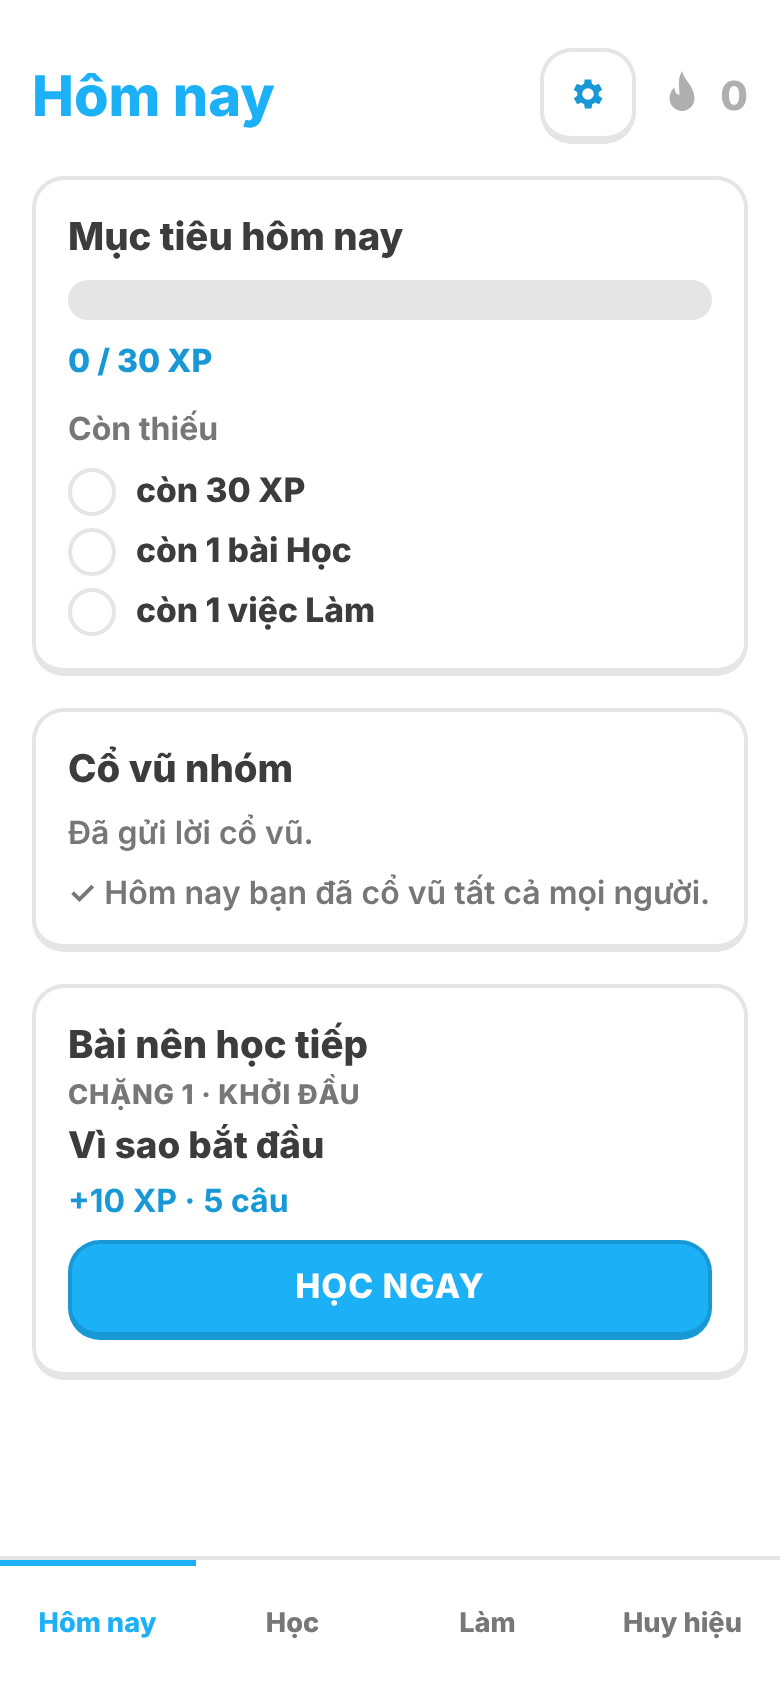 Hôm nay
0
Mục tiêu hôm nay
0 / 30 XP
Còn thiếu
còn 30 XP
còn 1 bài Học
còn 1 việc Làm
Cổ vũ nhóm
Đã gửi lời cổ vũ.
✓ Hôm nay bạn đã cổ vũ tất cả mọi người.
Bài nên học tiếp
CHẶNG 1 · KHỞI ĐẦU
Vì sao bắt đầu
+10 XP · 5 câu
HỌC NGAY
Hôm nay
Học
Làm
Huy hiệu